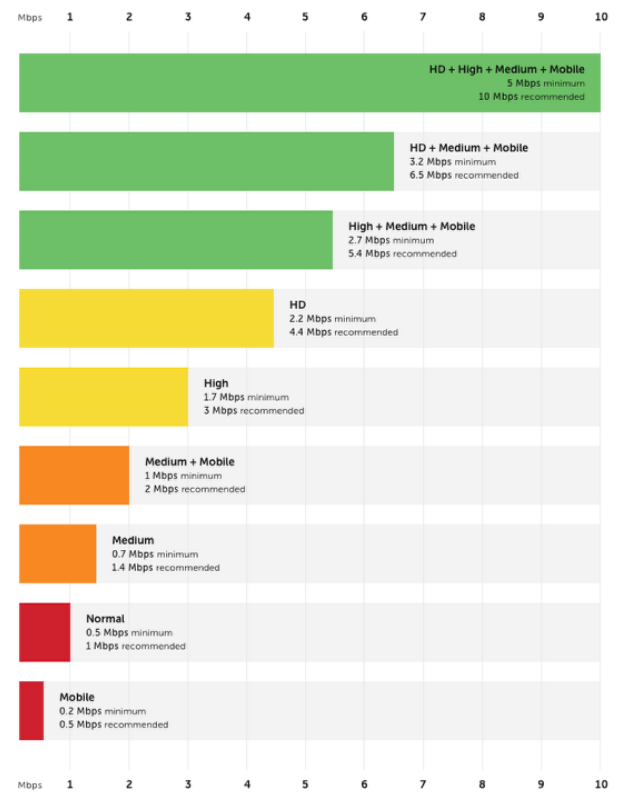 Mbps 1 2 3 4 5 6 7 8 9 10
HD + High + Medium + Mobile
5 Mbps minimum
10 Mbps recommended
HD + Medium + Mobile
3.2 Mbps minimum
6.5 Mbps recommended
High + Medium + Mobile
2.7 Mbps minimum
5.4 Mbps recommended
HD
2.2 Mbps minimum
4.4 Mbps recommended
High
1.7 Mbps minimum
3 Mbps recommended
Medium + Mobile
1 Mbps minimum
2 Mbps recommended
Medium
0.7 Mbps minimum
1.4 Mbps recommended
Normal
0.5 Mbps minimum
1 Mbps recommended
Mobile
0.2 Mbps minimum
0.5 Mbps recommended
Mbps 1 2 3 4 5 6 7 8 9 10